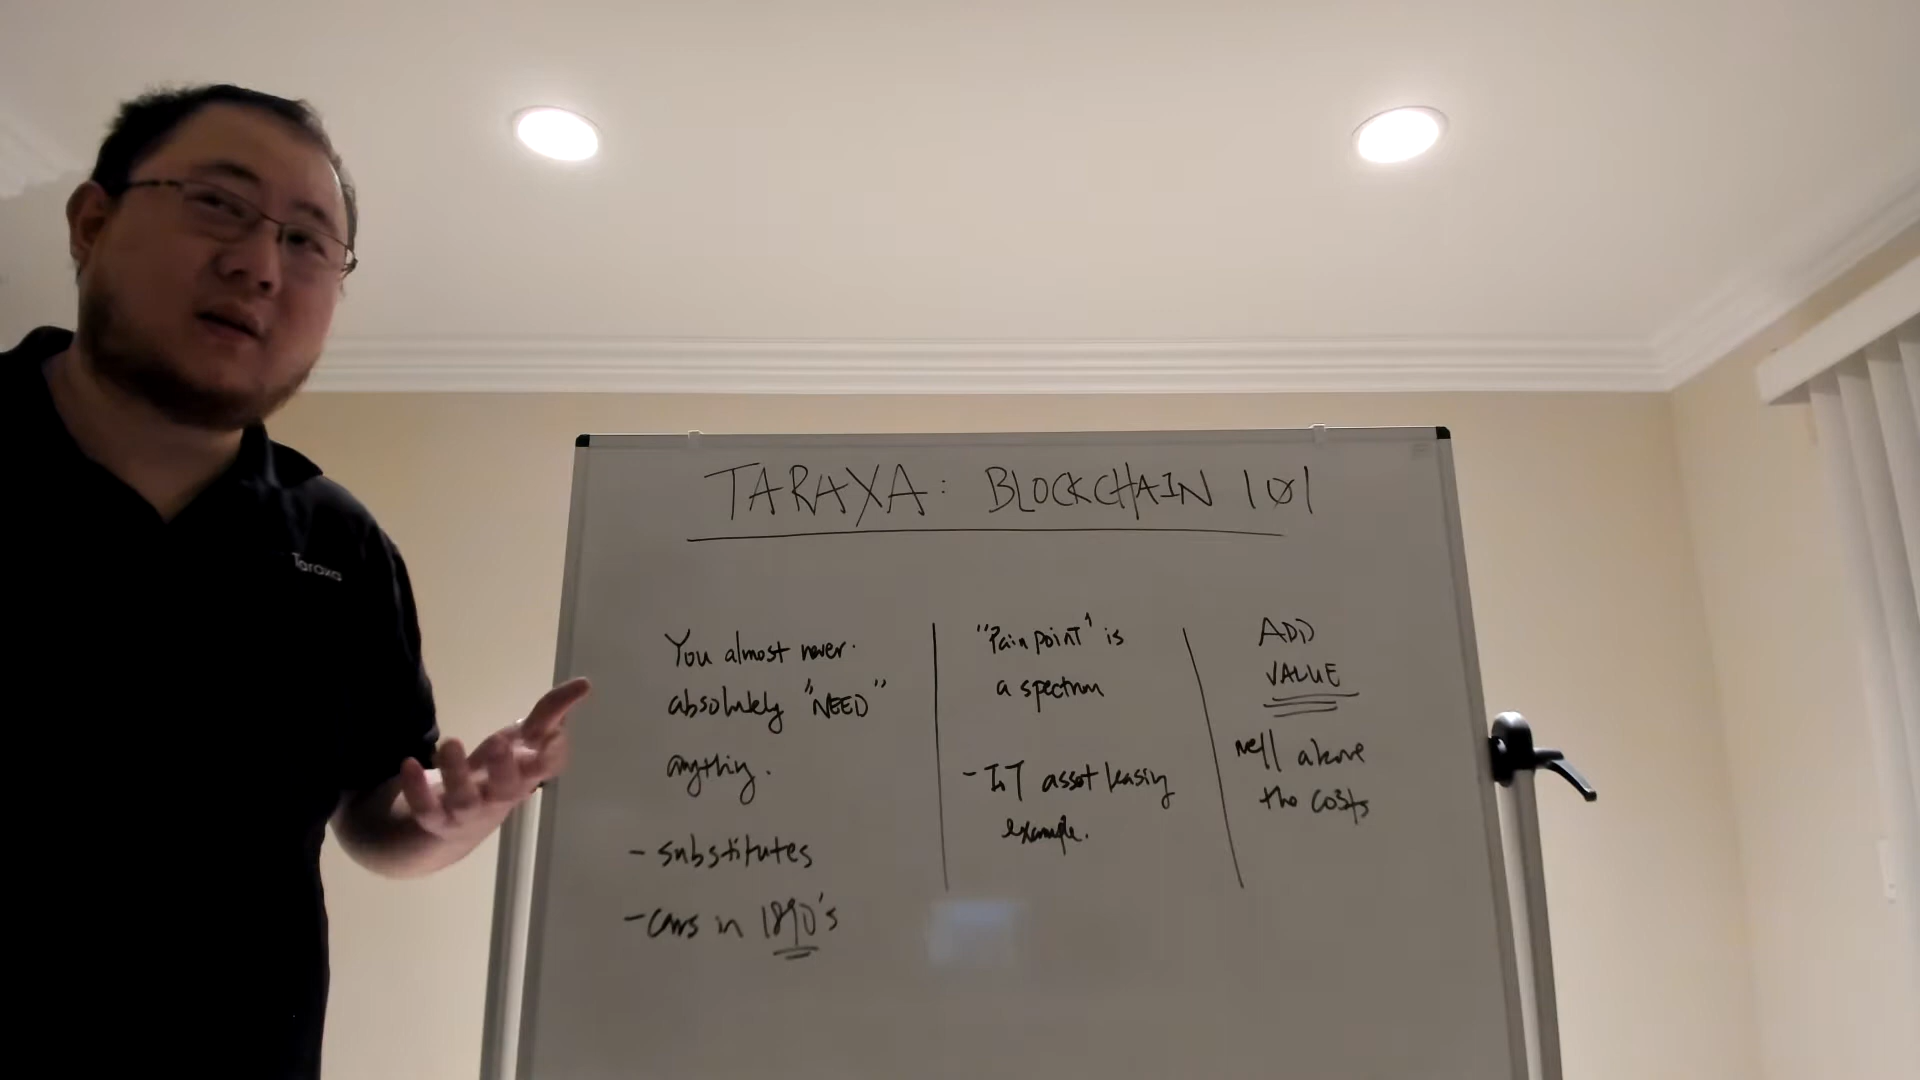 TARAXA: BLOCKCHAIN 101
Taraxa
You almost never
absolutely "NEED"
anything.
- substitutes
- cars in 1890's
"Pain point" is
a spectrum
- IoT asset leasing
example.
ADD
VALUE
well above
the costs